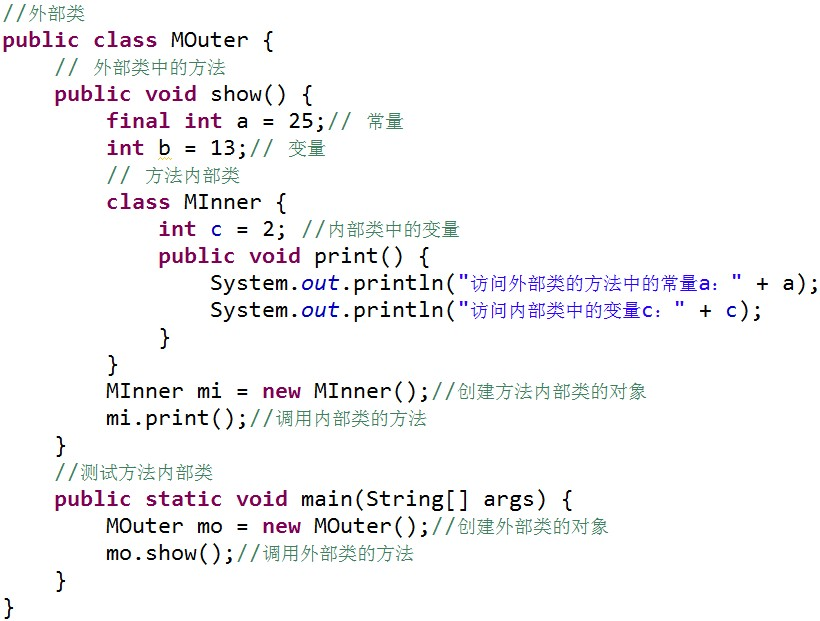 //外部类
public class MOuter {
    // 外部类中的方法
    public void show() {
        final int a = 25;// 常量
        int b = 13;// 变量
        // 方法内部类
        class MInner {
            int c = 2; //内部类中的变量
            public void print() {
                System.out.println("访问外部类的方法中的常量a：" + a);
                System.out.println("访问内部类中的变量c：" + c);
            }
        }
        MInner mi = new MInner();//创建方法内部类的对象
        mi.print();//调用内部类的方法
    }
    //测试方法内部类
    public static void main(String[] args) {
        MOuter mo = new MOuter();//创建外部类的对象
        mo.show();//调用外部类的方法
    }
}